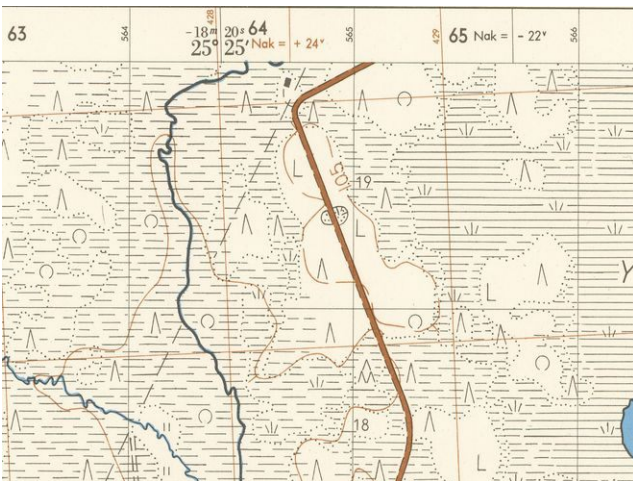 63 564 428 -18ᵐ 20ˢ 64 565 429 65 Nak = - 22ᵛ 566
25° 25' Nak = + 24ᵛ
L
105
19
L
L
Y
18
L